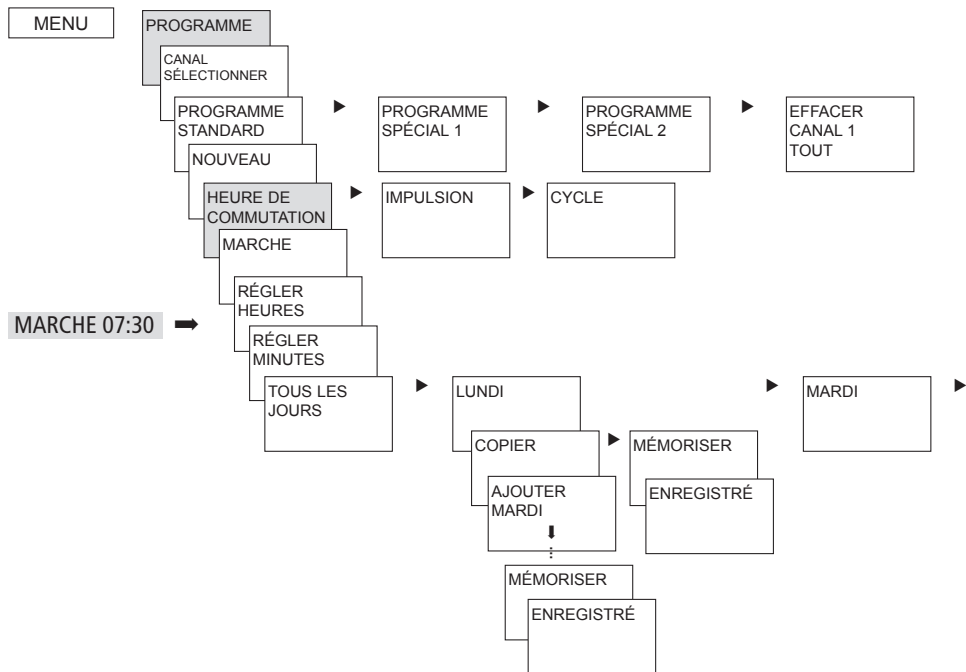 MENU
PROGRAMME
CANAL
SÉLECTIONNER
PROGRAMME
STANDARD
PROGRAMME
SPÉCIAL 1
PROGRAMME
SPÉCIAL 2
EFFACER
CANAL 1
TOUT
NOUVEAU
HEURE DE
COMMUTATION
IMPULSION
CYCLE
MARCHE
RÉGLER
HEURES
MARCHE 07:30
RÉGLER
MINUTES
TOUS LES
JOURS
LUNDI
MARDI
COPIER
MÉMORISER
AJOUTER
MARDI
ENREGISTRÉ
MÉMORISER
ENREGISTRÉ